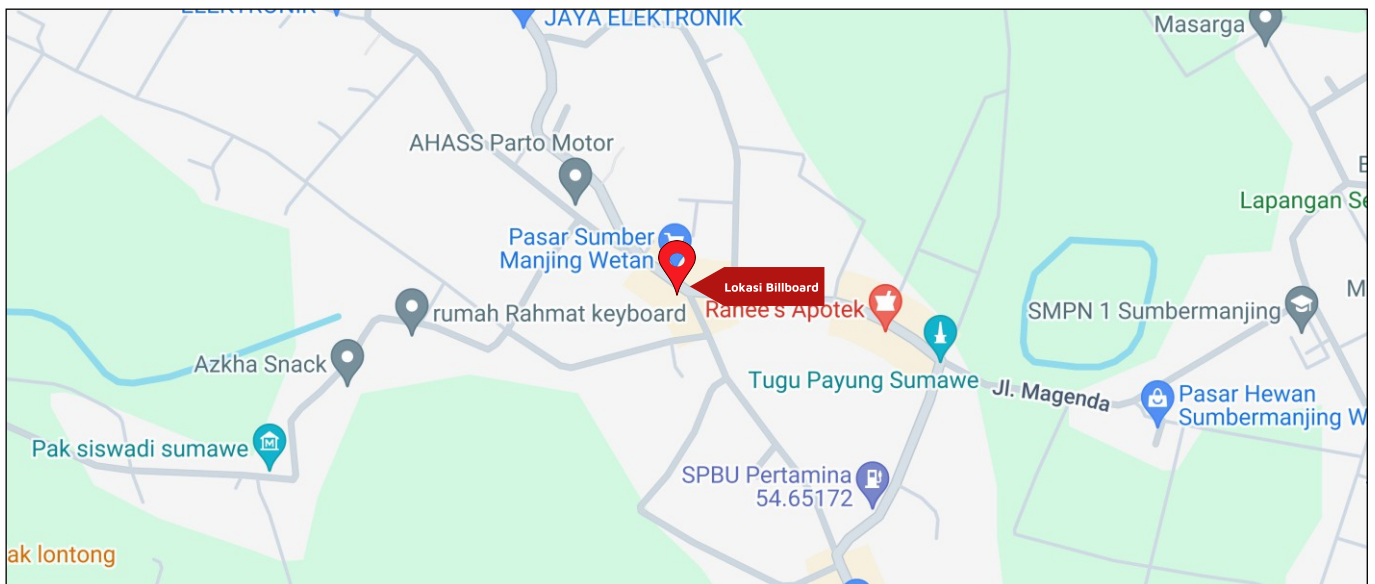 ELEKTRONIK
JAYA ELEKTRONIK
Masarga
AHASS Parto Motor
Lapangan Se
Pasar Sumber
Manjing Wetan
Lokasi Billboard
rumah Rahmat keyboard
Ranee's Apotek
SMPN 1 Sumbermanjing
M
Azkha Snack
Tugu Payung Sumawe
Jl. Magenda
Pasar Hewan
Sumbermanjing W
Pak siswadi sumawe
SPBU Pertamina
54.65172
ak lontong